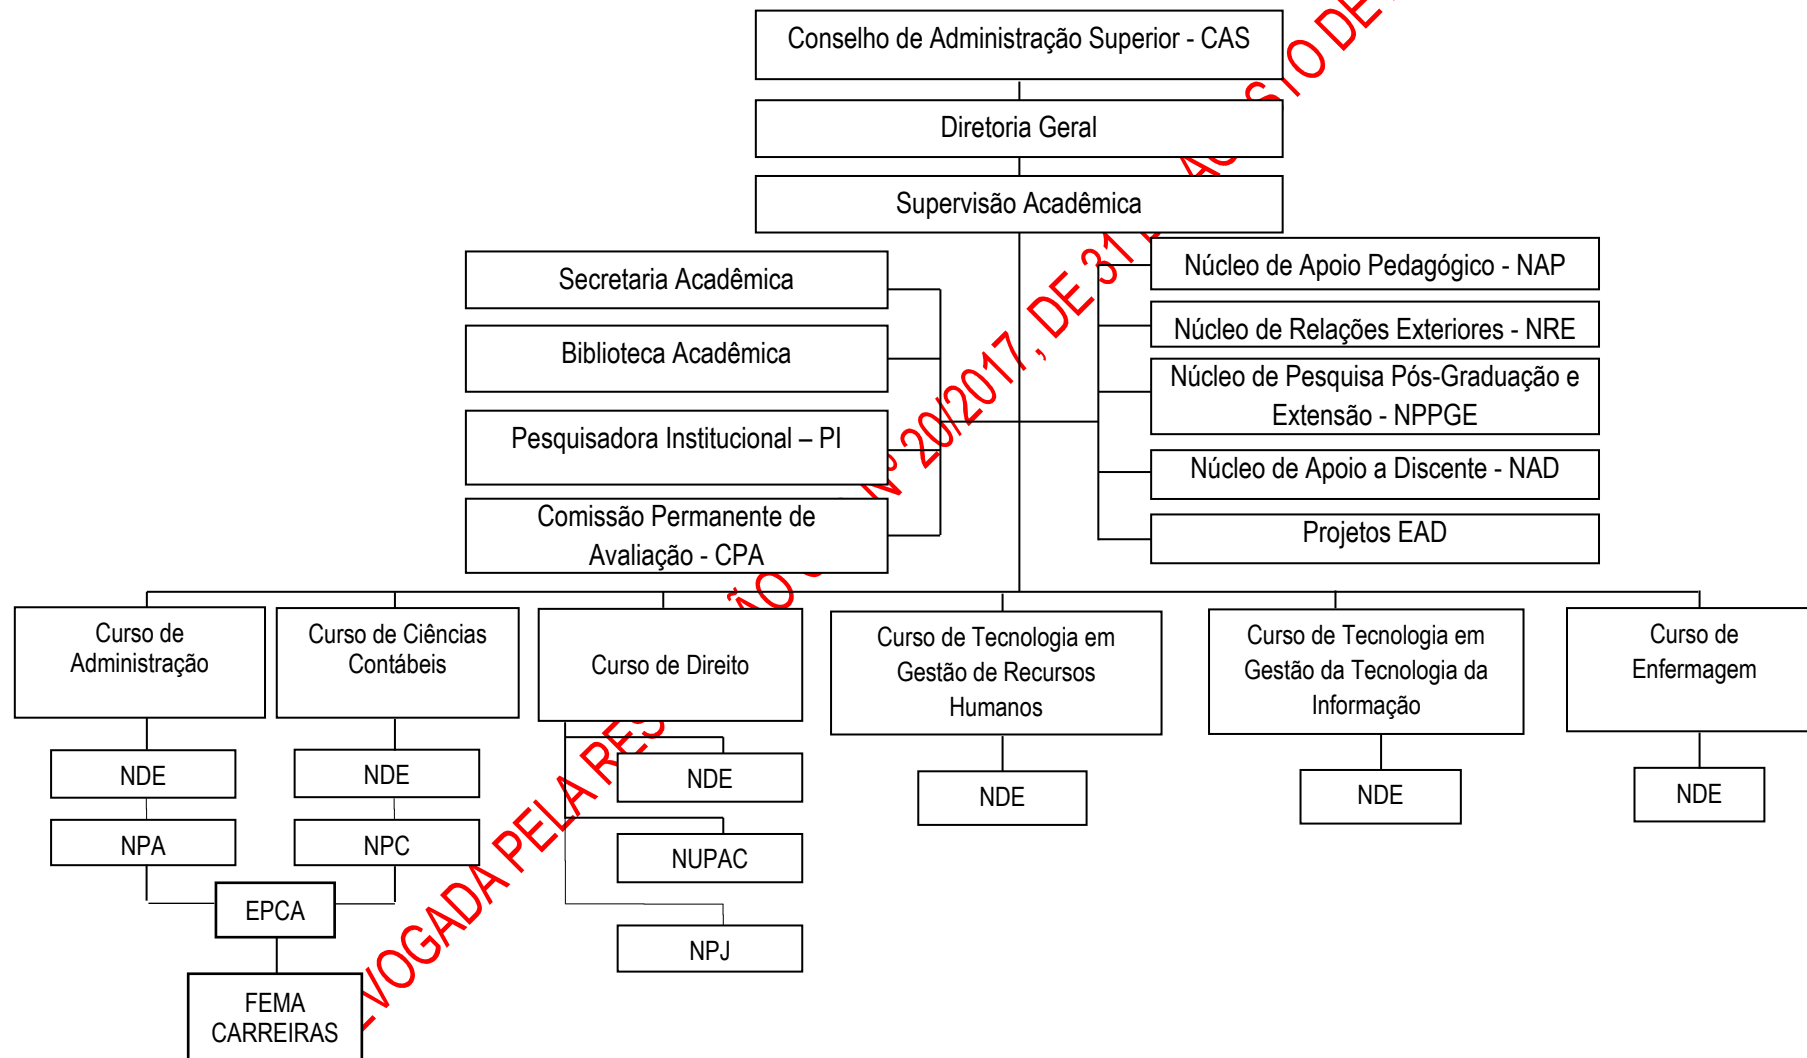 Conselho de Administração Superior - CAS
Diretoria Geral
Supervisão Acadêmica
Secretaria Acadêmica
Biblioteca Acadêmica
Pesquisadora Institucional – PI
Comissão Permanente de
Avaliação - CPA
Núcleo de Apoio Pedagógico - NAP
Núcleo de Relações Exteriores - NRE
Núcleo de Pesquisa Pós-Graduação e
Extensão - NPPGE
Núcleo de Apoio a Discente - NAD
Projetos EAD
Curso de
Administração
Curso de Ciências
Contábeis
Curso de Direito
Curso de Tecnologia em
Gestão de Recursos
Humanos
Curso de Tecnologia em
Gestão da Tecnologia da
Informação
Curso de
Enfermagem
NDE
NDE
NDE
NDE
NDE
NDE
NPA
NPC
NUPAC
EPCA
NPJ
FEMA
CARREIRAS
PELA Nº 20/2017, DE 31 DE